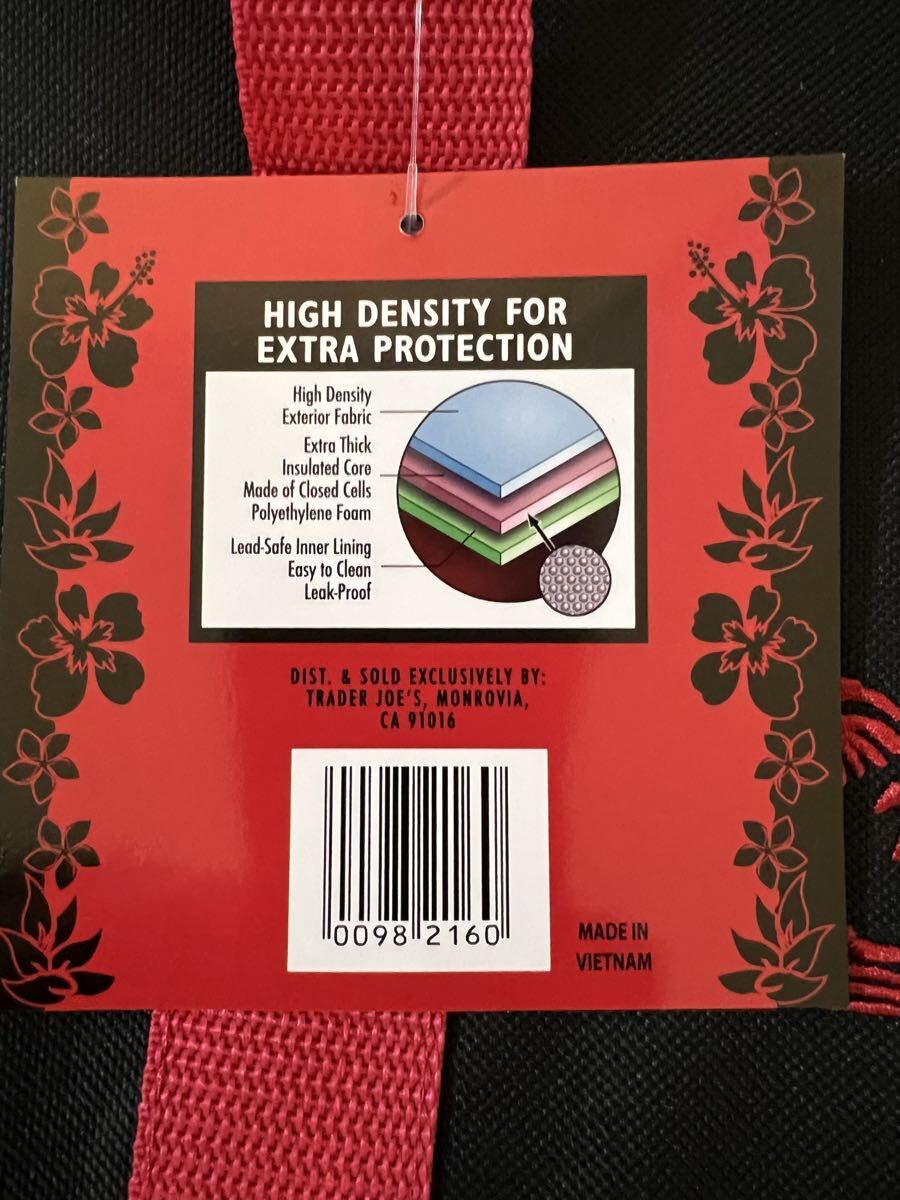 HIGH DENSITY FOR
EXTRA PROTECTION
High Density
Exterior Fabric
Extra Thick
Insulated Core
Made of Closed Cells
Polyethylene Foam
Lead-Safe Inner Lining
Easy to Clean
Leak-Proof
DIST. & SOLD EXCLUSIVELY BY:
TRADER JOE'S, MONROVIA,
CA 91016
0098 2160
MADE IN
VIETNAM